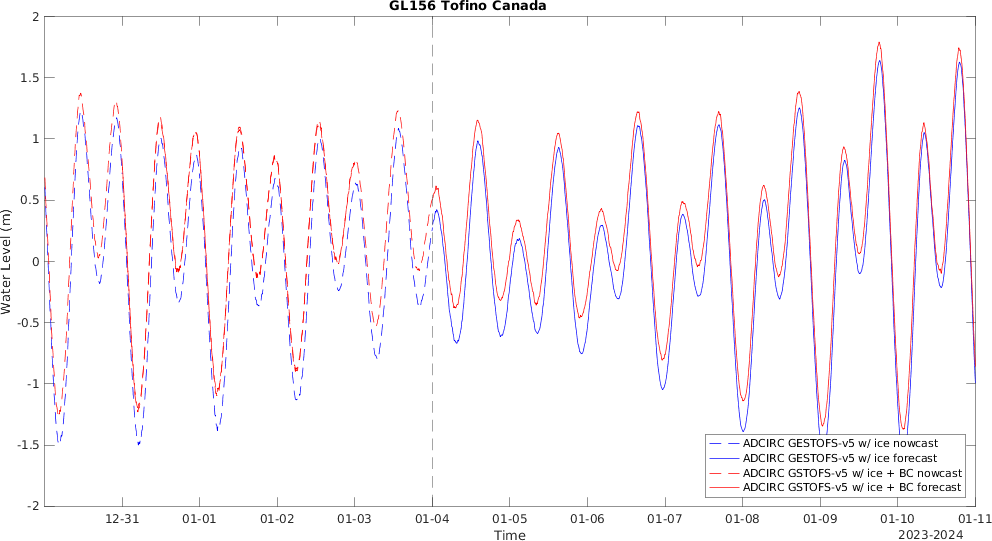 GL156 Tofino Canada
2
1.5
1
0.5
0
-0.5
-1
-1.5
-2
Water Level (m)
ADCIRC GESTOFS-v5 w/ ice nowcast
ADCIRC GESTOFS-v5 w/ ice forecast
ADCIRC GSTOFS-v5 w/ ice + BC nowcast
ADCIRC GSTOFS-v5 w/ ice + BC forecast
12-31 01-01 01-02 01-03 01-04 01-05 01-06 01-07 01-08 01-09 01-10 01-11
Time
2023-2024